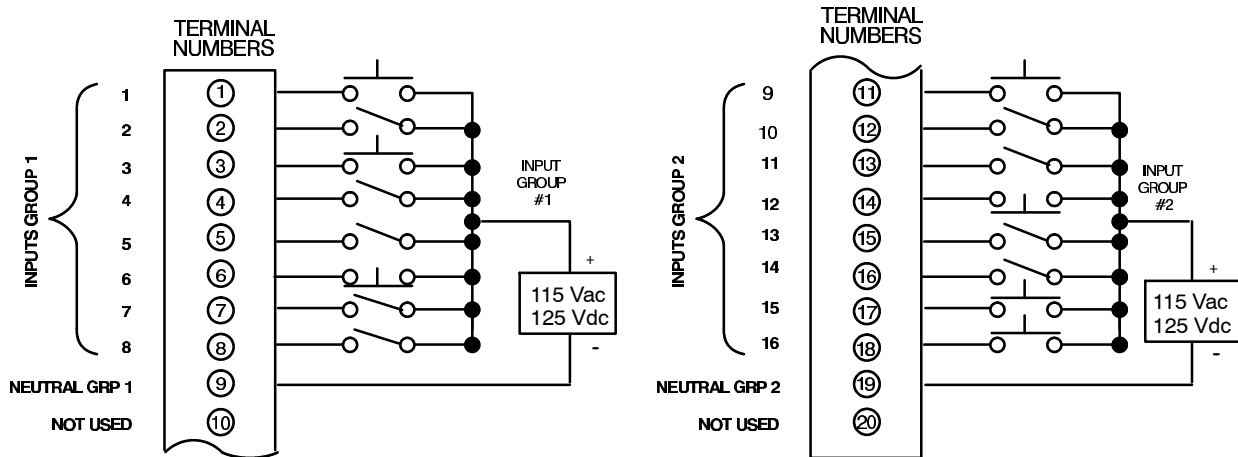 TERMINAL
NUMBERS
INPUTS GROUP 1
1 ①
2 ②
3 ③
4 ④
5 ⑤
6 ⑥
7 ⑦
8 ⑧
NEUTRAL GRP 1 ⑨
NOT USED ⑩
INPUT
GROUP
#1
+
115 Vac
125 Vdc
-
TERMINAL
NUMBERS
INPUTS GROUP 2
9 ⑪
10 ⑫
11 ⑬
12 ⑭
13 ⑮
14 ⑯
15 ⑰
16 ⑱
NEUTRAL GRP 2 ⑲
NOT USED ⑳
INPUT
GROUP
#2
+
115 Vac
125 Vdc
-